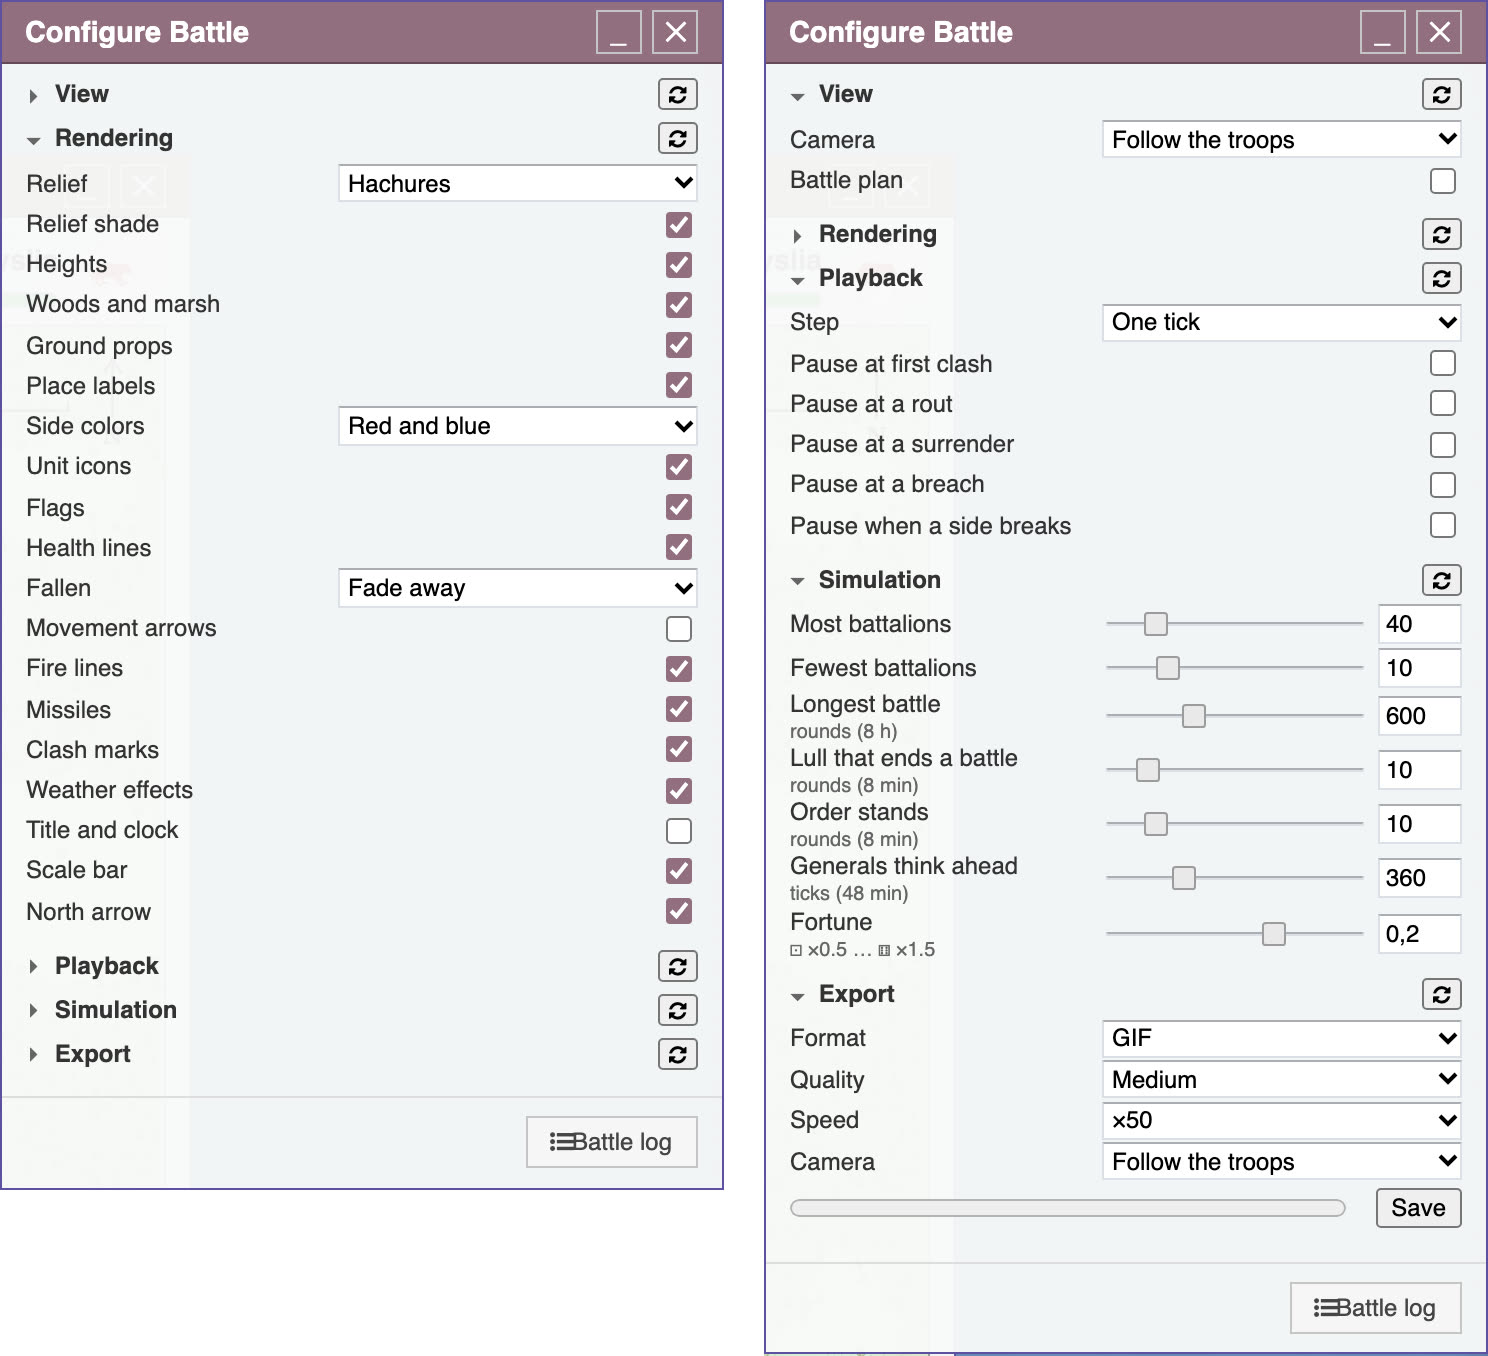 Configure Battle
View
Rendering
Relief
Hachures
Relief shade
Heights
Woods and marsh
Ground props
Place labels
Side colors
Red and blue
Unit icons
Flags
Health lines
Fallen
Fade away
Movement arrows
Fire lines
Missiles
Clash marks
Weather effects
Title and clock
Scale bar
North arrow
Playback
Simulation
Export
Battle log
Configure Battle
View
Camera
Follow the troops
Battle plan
Rendering
Playback
Step
One tick
Pause at first clash
Pause at a rout
Pause at a surrender
Pause at a breach
Pause when a side breaks
Simulation
Most battalions
40
Fewest battalions
10
Longest battle
rounds (8 h)
600
Lull that ends a battle
rounds (8 min)
10
Order stands
rounds (8 min)
10
Generals think ahead
ticks (48 min)
360
Fortune
⚀ ×0.5 … ⚅ ×1.5
0,2
Export
Format
GIF
Quality
Medium
Speed
×50
Camera
Follow the troops
Save
Battle log